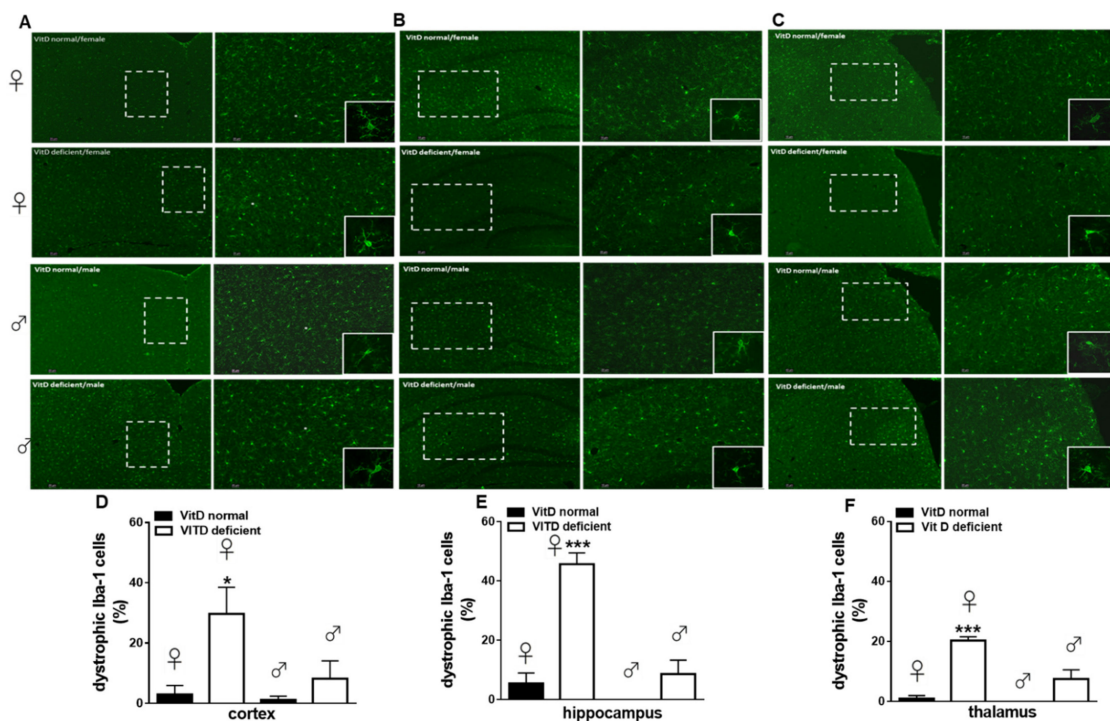 A
B
C
VitD normal/female
VitD normal/female
VitD normal/female
♀
VitD deficient/female
VitD deficient/female
VitD deficient/female
♀
VitD normal/male
VitD normal/male
VitD normal/male
♂
VitD deficient/male
VitD deficient/male
VitD deficient/male
♂
D
VitD normal
VITD deficient
dystrophic Iba-1 cells
(%)
60
40
20
0
♀
♀
*
♂
♂
cortex
E
VitD normal
VITD deficient
dystrophic Iba-1 cells
(%)
60
40
20
0
♀
♀
***
♂
♂
hippocampus
F
VitD normal
Vit D deficient
dystrophic Iba-1 cells
(%)
60
40
20
0
♀
♀
***
♂
♂
thalamus